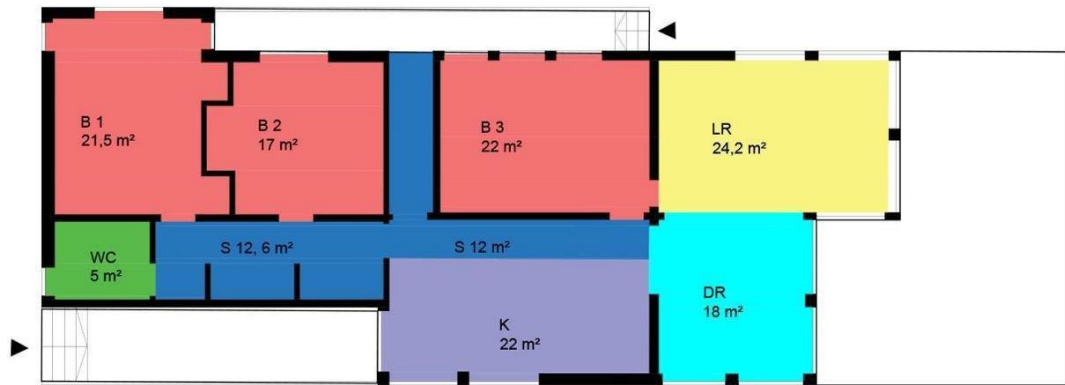 B 1
21,5 m²
B 2
17 m²
B 3
22 m²
LR
24,2 m²
WC
5 m²
S 12, 6 m²
S 12 m²
DR
18 m²
K
22 m²